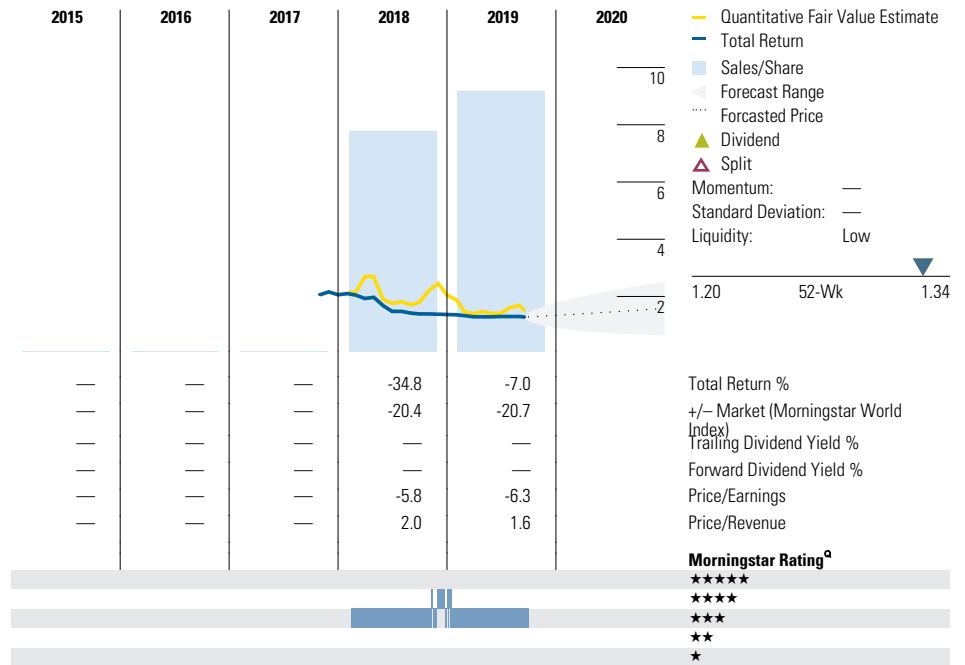 2015 2016 2017 2018 2019 2020
Quantitative Fair Value Estimate
Total Return
Sales/Share
Forecast Range
Forcasted Price
Dividend
Split
Momentum: —
Standard Deviation: —
Liquidity: Low
10
8
6
4
2
1.20 52-Wk 1.34
— — — -34.8 -7.0 Total Return %
— — — -20.4 -20.7 +/– Market (Morningstar World
Index)
— — — — — Trailing Dividend Yield %
— — — — — Forward Dividend Yield %
— — — -5.8 -6.3 Price/Earnings
— — — 2.0 1.6 Price/Revenue
Morningstar Rating^Q
★★★★★
★★★★
★★★
★★
★